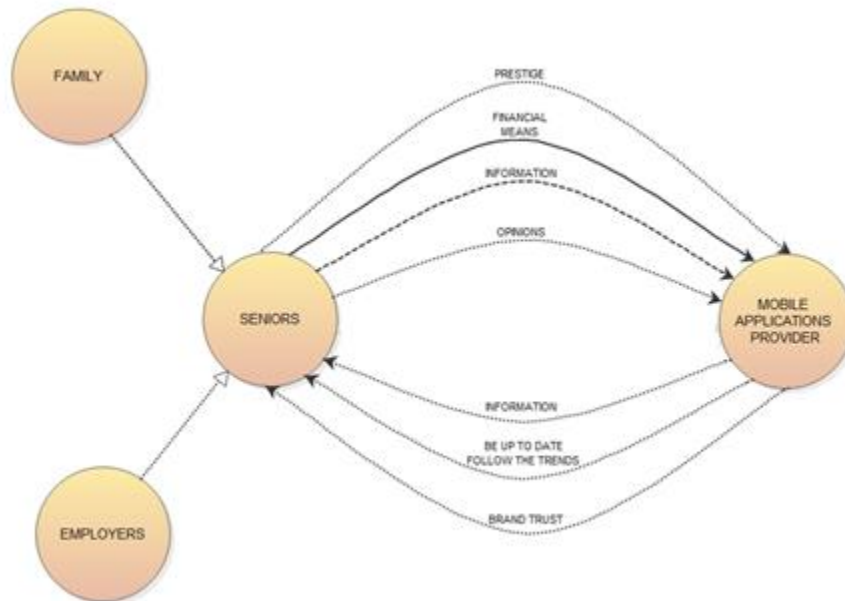 FAMILY
PRESTIGE
FINANCIAL
MEANS
INFORMATION
OPINIONS
SENIORS
MOBILE
APPLICATIONS
PROVIDER
INFORMATION
BE UP TO DATE
FOLLOW THE TRENDS
BRAND TRUST
EMPLOYERS